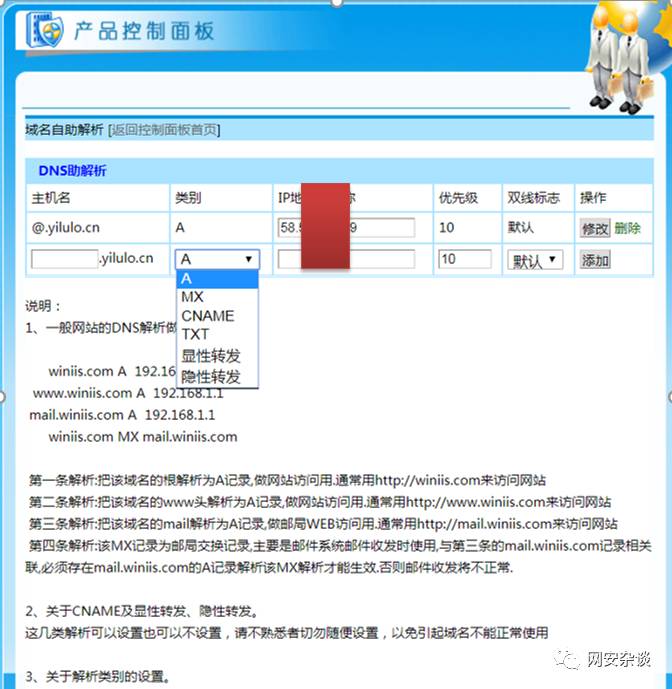 产品控制面板
域名自助解析 [返回控制面板首页]
DNS助解析
主机名 类别 IP地 优先级 双线标志 操作
@.yilulo.cn A 58. 9 10 默认 修改 删除
.yilulo.cn A 10 默认 添加
A
MX
CNAME
TXT
显性转发
隐性转发
说明：
1、一般网站的DNS解析做
winiis.com A 192.16
www.winiis.com A 192.168.1.1
mail.winiis.com A 192.168.1.1
winiis.com MX mail.winiis.com
第一条解析:把该域名的根解析为A记录,做网站访问用.通常用http://winiis.com来访问网站
第二条解析:把该域名的www头解析为A记录,做网站访问用.通常用http://www.winiis.com来访问网站
第三条解析:把该域名的mail解析为A记录,做邮局WEB访问用.通常用http://mail.winiis.com来访问网站
第四条解析:该MX记录为邮局交换记录,主要是邮件系统邮件收发时使用,与第三条的mail.winiis.com记录相关
联,必须存在mail.winiis.com的A记录解析该MX解析才能生效.否则邮件收发将不正常.
2、关于CNAME及显性转发、隐性转发。
这几类解析可以设置也可以不设置，请不熟悉者切勿随便设置，以免引起域名不能正常使用
3、关于解析类别的设置。
网安杂谈